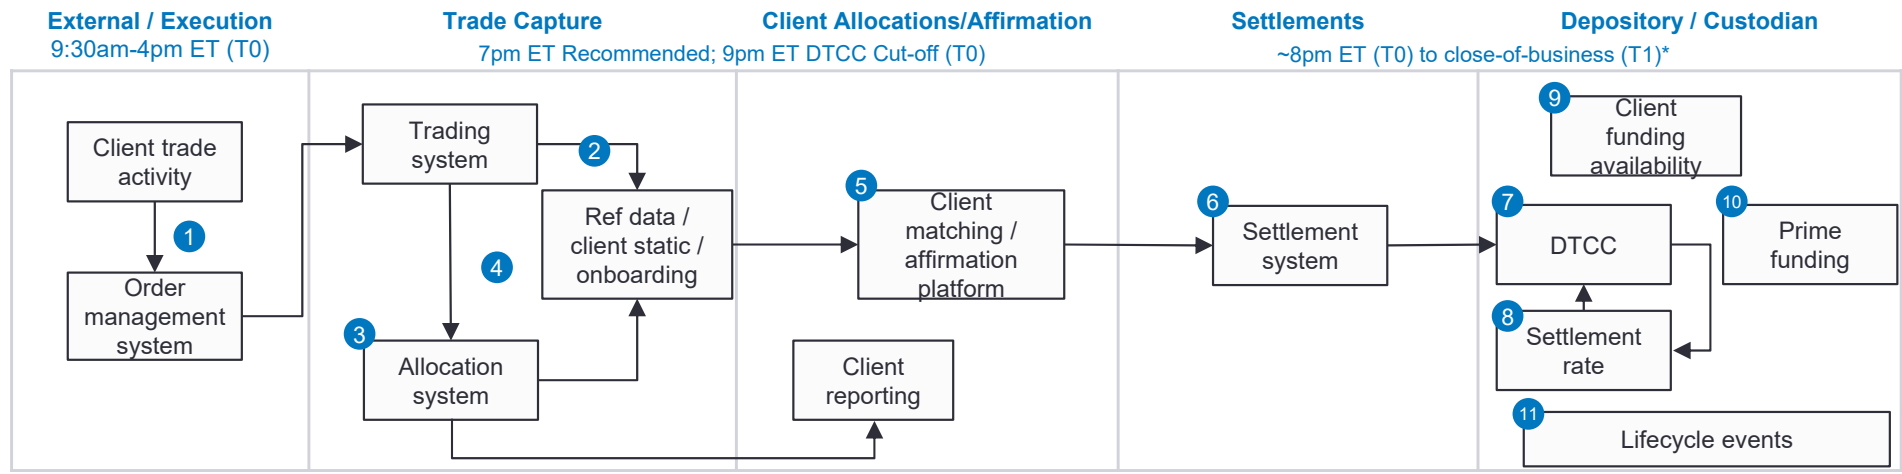 External / Execution
9:30am-4pm ET (T0)
Trade Capture
Client Allocations/Affirmation
7pm ET Recommended; 9pm ET DTCC Cut-off (T0)
Settlements
Depository / Custodian
~8pm ET (T0) to close-of-business (T1)*
Client trade
activity
1
Order
management
system
Trading
system
2
Ref data /
client static /
onboarding
4
3
Allocation
system
5
Client
matching /
affirmation
platform
Client
reporting
6
Settlement
system
9
Client
funding
availability
7
DTCC
10
Prime
funding
8
Settlement
rate
11
Lifecycle events